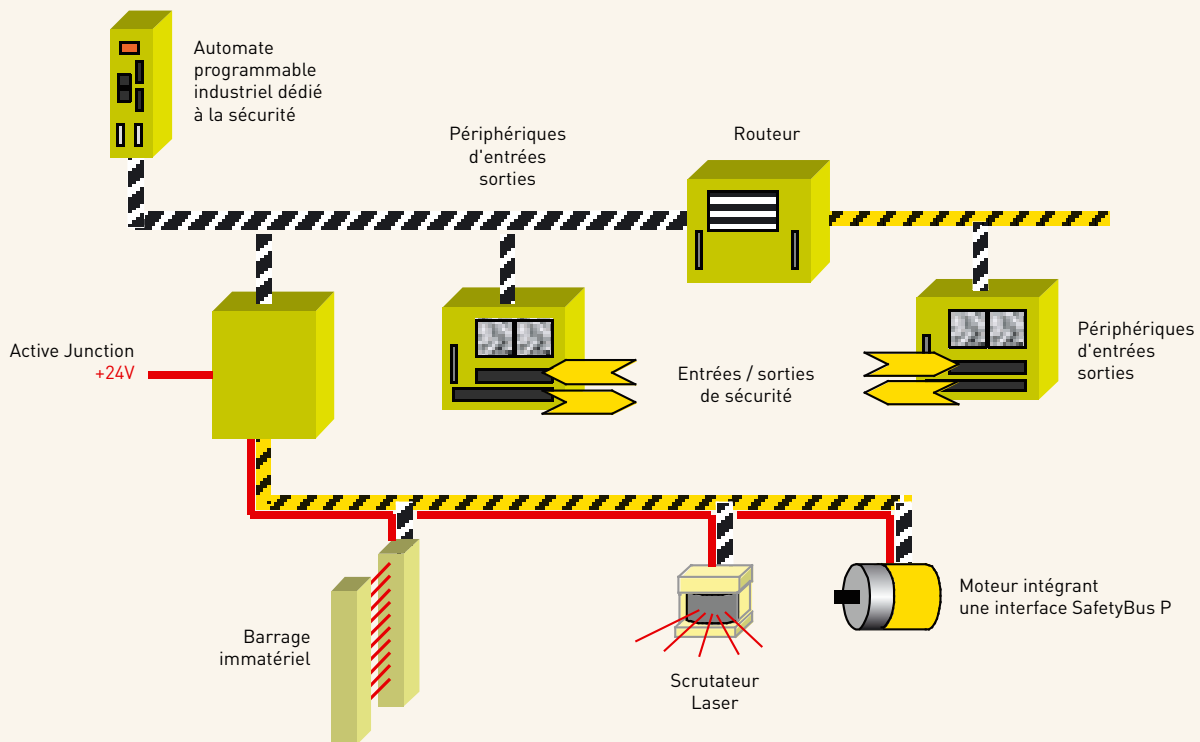 Automate
programmable
industriel dédié
à la sécurité
Périphériques
d'entrées
sorties
Routeur
Active Junction
+24V
Entrées / sorties
de sécurité
Périphériques
d'entrées
sorties
Barrage
immatériel
Scrutateur
Laser
Moteur intégrant
une interface SafetyBus P